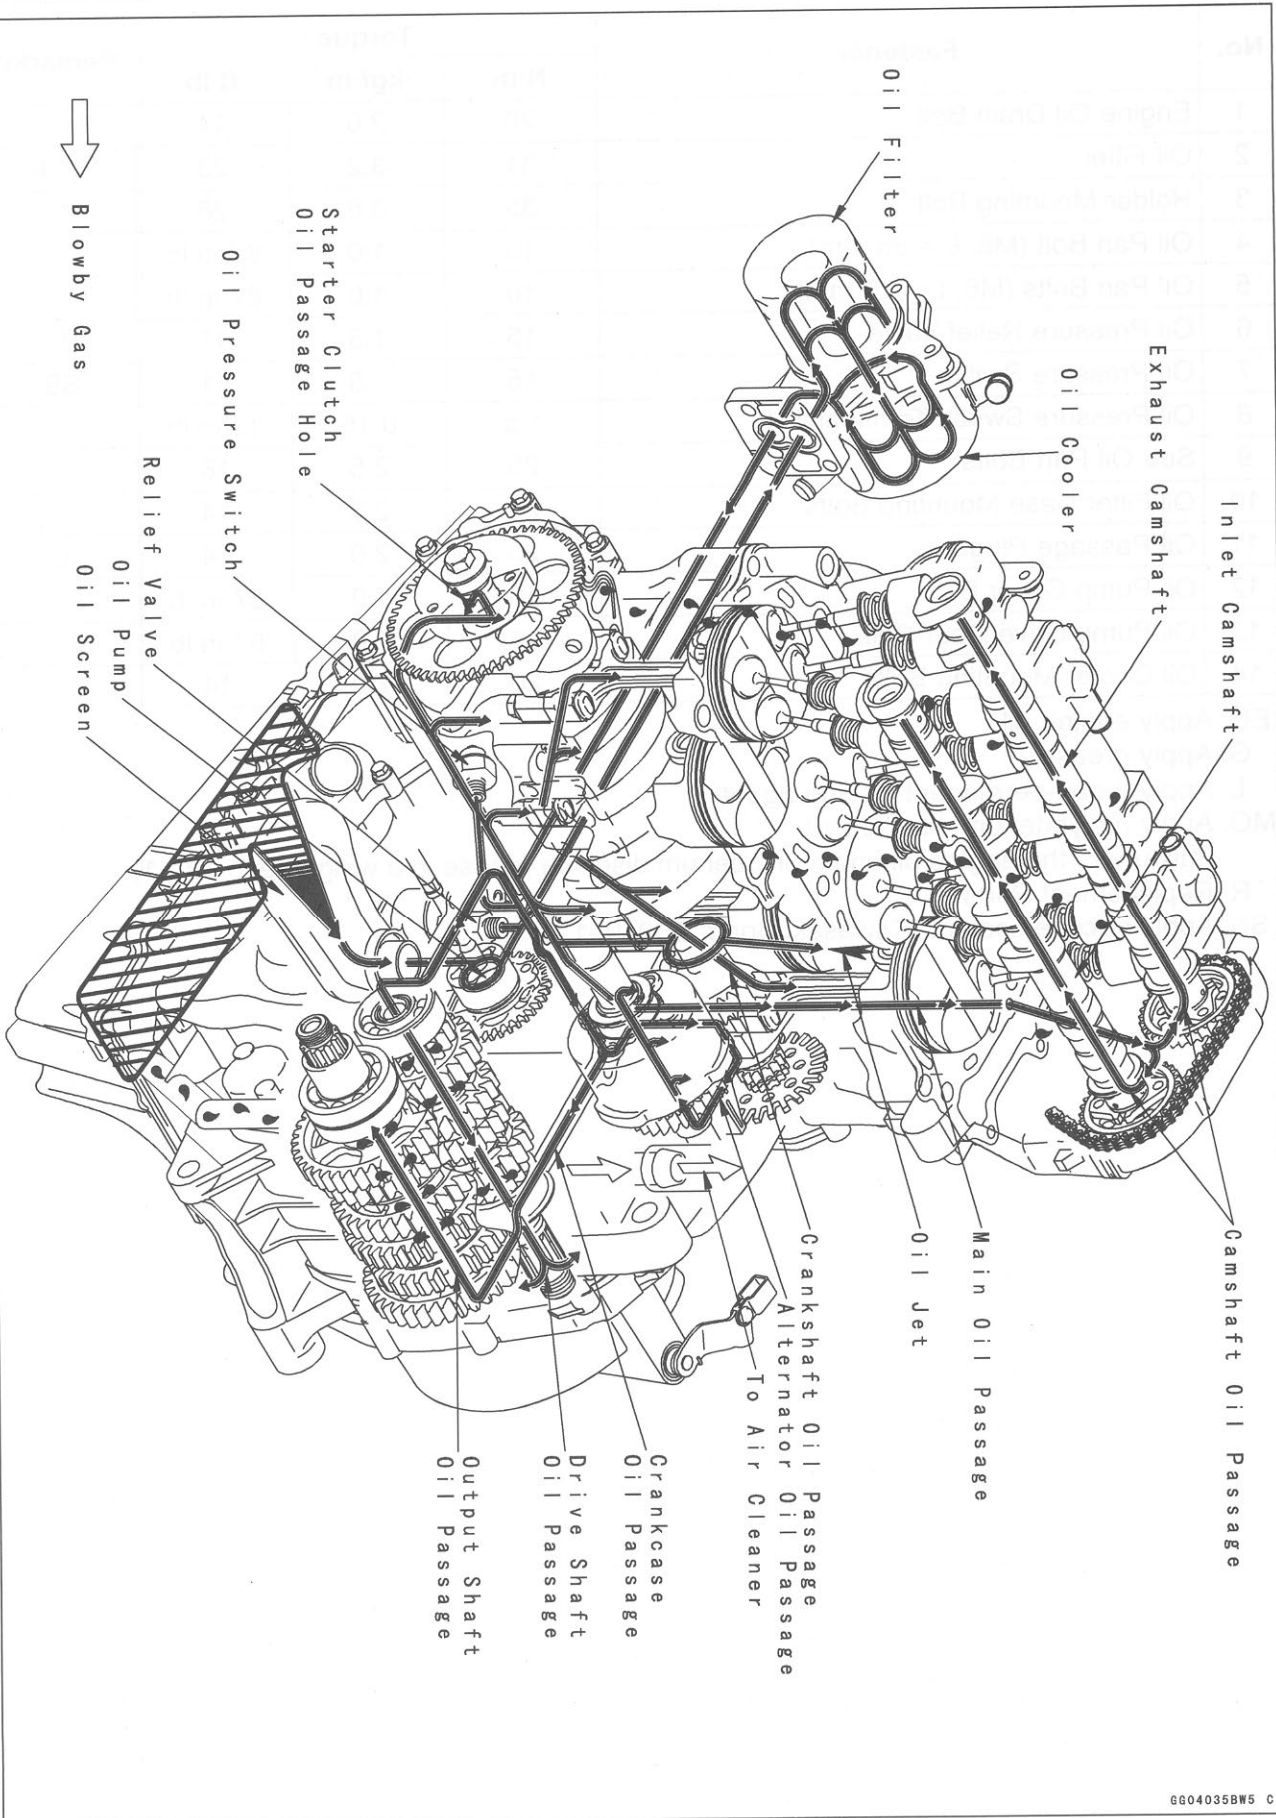 Oil Filter
Oil Cooler
Exhaust Camshaft
Inlet Camshaft
Starter Clutch
Oil Passage Hole
Oil Pressure Switch
Relief Valve
Oil Pump
Oil Screen
Blowby Gas
Camshaft Oil Passage
Main Oil Passage
Oil Jet
Crankshaft Oil Passage
Alternator Oil Passage
To Air Cleaner
Crankcase
Oil Passage
Drive Shaft
Oil Passage
Output Shaft
Oil Passage
GG04035BW5 C